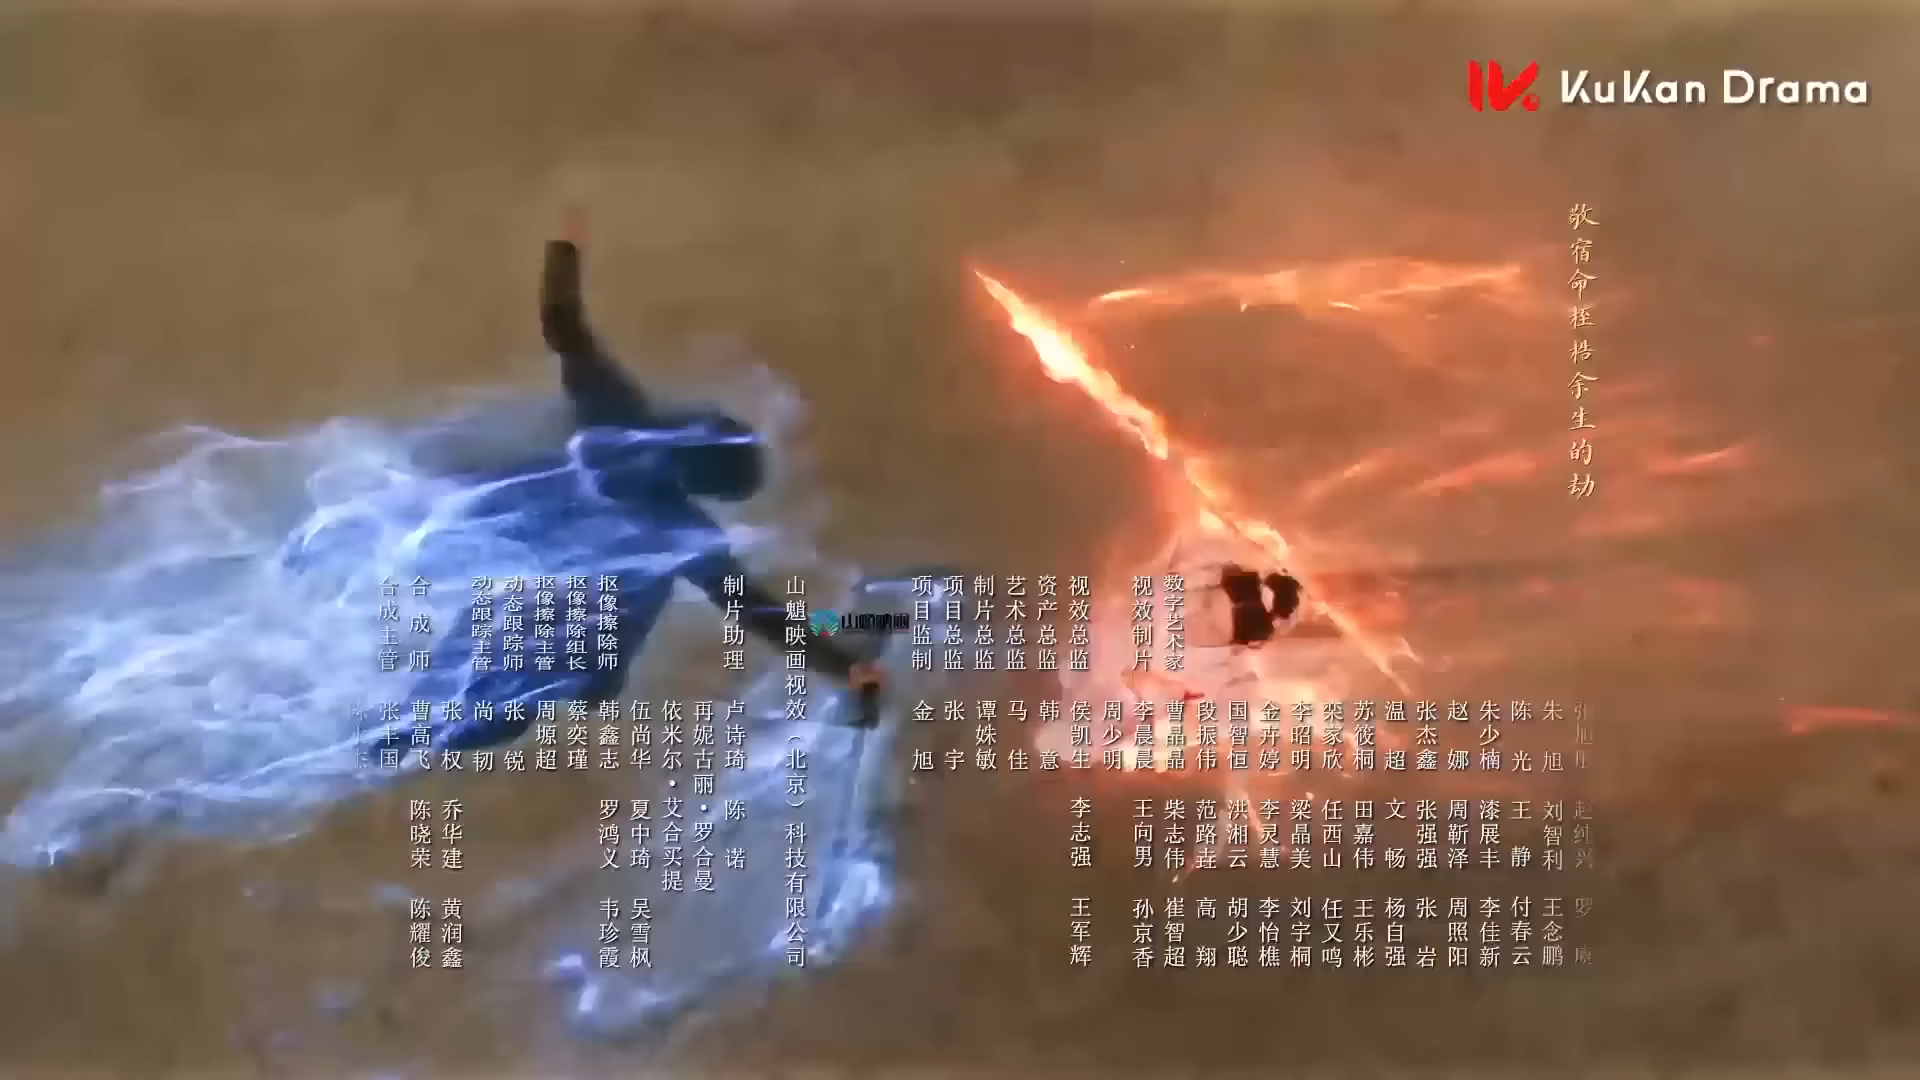 KuKan Drama
敬宿命桎梏余生的劫
朱旭 刘智利 王念鹏
陈光 王静 付春云
朱少楠 漆展丰 李佳新
赵娜 周靳泽 周照阳
张杰鑫 张强强 张岩
温超 文畅 杨自强
苏筱桐 田嘉伟 王乐彬
栾家欣 任西山 任又鸣
李昭明 梁晶美 刘宇桐
金卉婷 李灵慧 李怡樵
国智恒 洪湘云 胡少聪
段振伟 范路垚 高翔
数字艺术家 曹晶晶 柴志伟 崔智超
视效制片 李晨晨 王向男 孙京香
周少明
视效总监 侯凯生 李志强 王军辉
资产总监 韩意
艺术总监 马佳
制片总监 谭姝敏
项目总监 张宇
项目监制 金旭
山魈映画
山魈映画视效（北京）科技有限公司
制片助理 卢诗琦 陈诺
再妮古丽·罗合曼
依米尔·艾合买提
伍尚华 夏中琦 吴雪枫
抠像擦除师 韩鑫志 罗鸿义 韦珍霞
抠像擦除组长 蔡奕瑾
抠像擦除主管 周塬超
动态跟踪师 张锐
动态跟踪主管 尚韧
张权 乔华建 黄润鑫
合成师 曹高飞 陈晓荣 陈耀俊
合成主管 张丰国